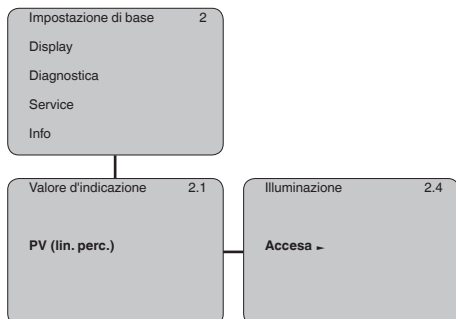 Impostazione di base 2
Display
Diagnostica
Service
Info
Valore d'indicazione 2.1
PV (lin. perc.)
Illuminazione 2.4
Accesa ►